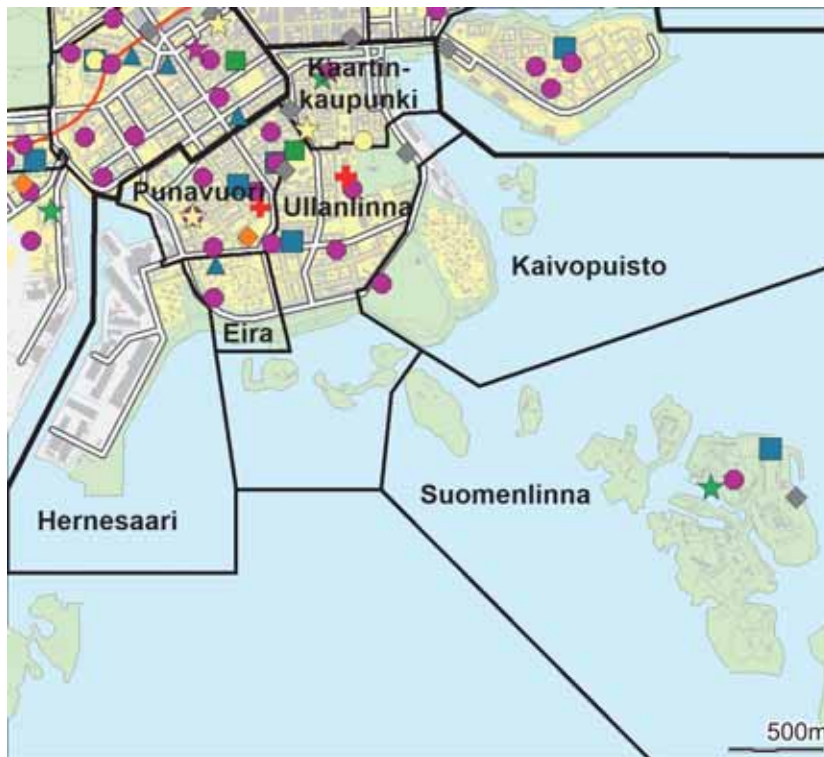 Kaartin-
kaupunki
Punavuori
Ullanlinna
Kaivopuisto
Eira
Suomenlinna
Hernesaari
500m